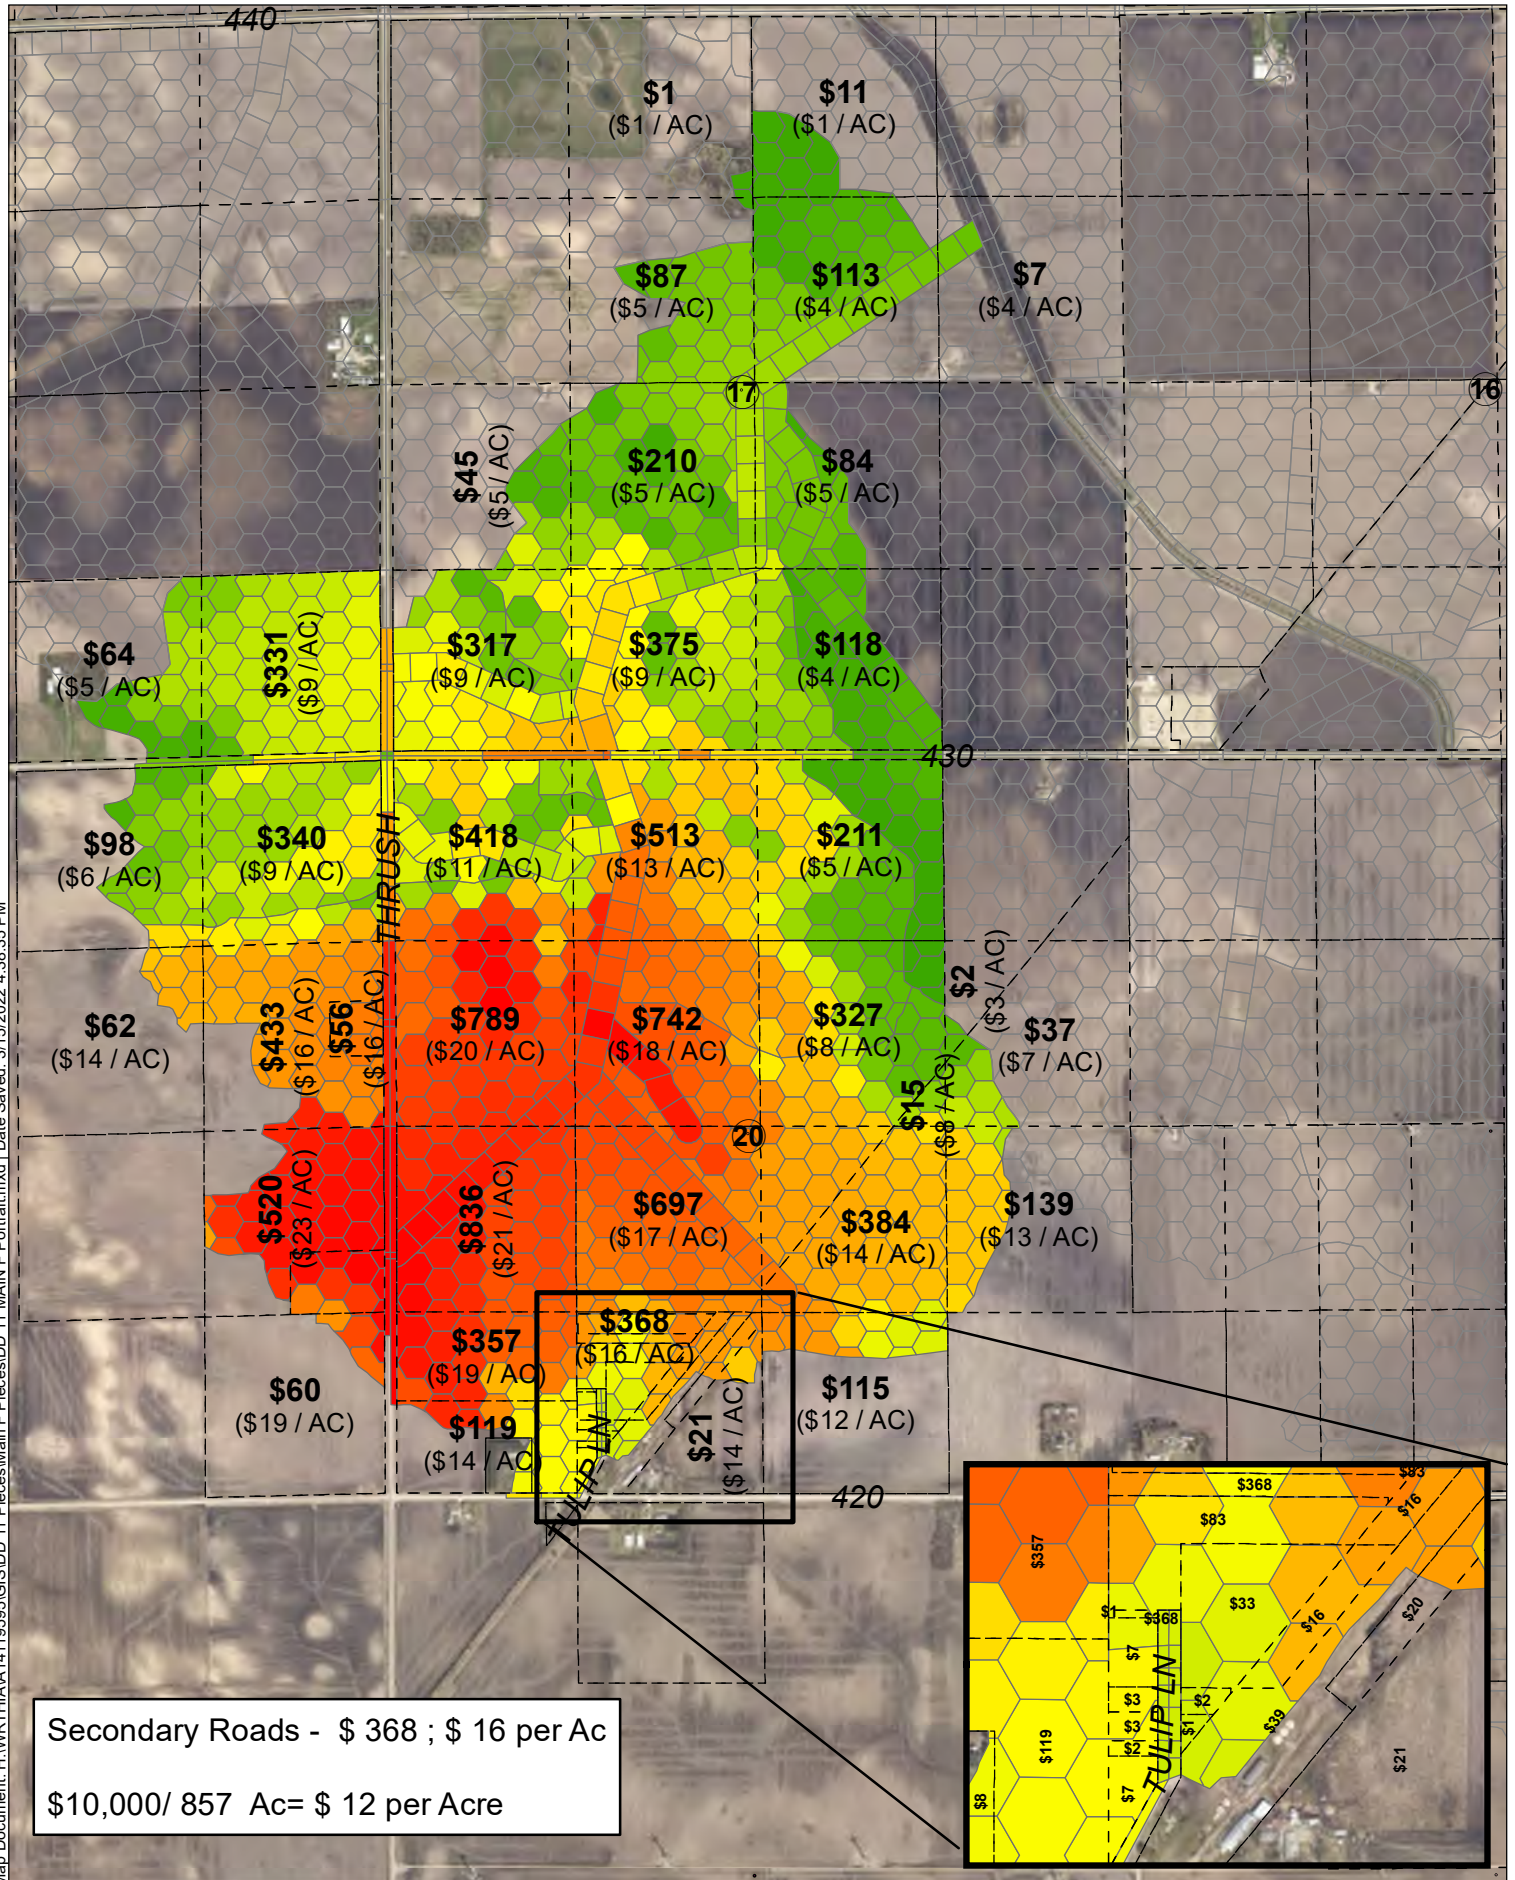 440
$1
($1 / AC)
$11
($1 / AC)
$87
($5 / AC)
$113
($4 / AC)
$7
($4 / AC)
17
16
$45
($5 / AC)
$210
($5 / AC)
$84
($5 / AC)
$64
($5 / AC)
$331
($9 / AC)
$317
($9 / AC)
$375
($9 / AC)
$118
($4 / AC)
430
$98
($6 / AC)
$340
($9 / AC)
THRUSH
$418
($11 / AC)
$513
($13 / AC)
$211
($5 / AC)
$62
($14 / AC)
$433
($16 / AC)
$56
($16 / AC)
$789
($20 / AC)
$742
($18 / AC)
$327
($8 / AC)
$2
($3 / AC)
$37
($7 / AC)
$15
($8 / AC)
20
$520
($23 / AC)
$836
($21 / AC)
$697
($17 / AC)
$384
($14 / AC)
$139
($13 / AC)
$368
($16 / AC)
$357
($19 / AC)
$60
($19 / AC)
$119
($14 / AC)
$21
($14 / AC)
$115
($12 / AC)
TULIP LN
420
$368
$83
$83
$16
$357
$1
$368
$33
$16
$20
$7
$3
$2
$3
$1
$39
$2
$119
TULIP LN
$21
$7
$8
Secondary Roads - $ 368 ; $ 16 per Ac
$10,000/ 857 Ac= $ 12 per Acre